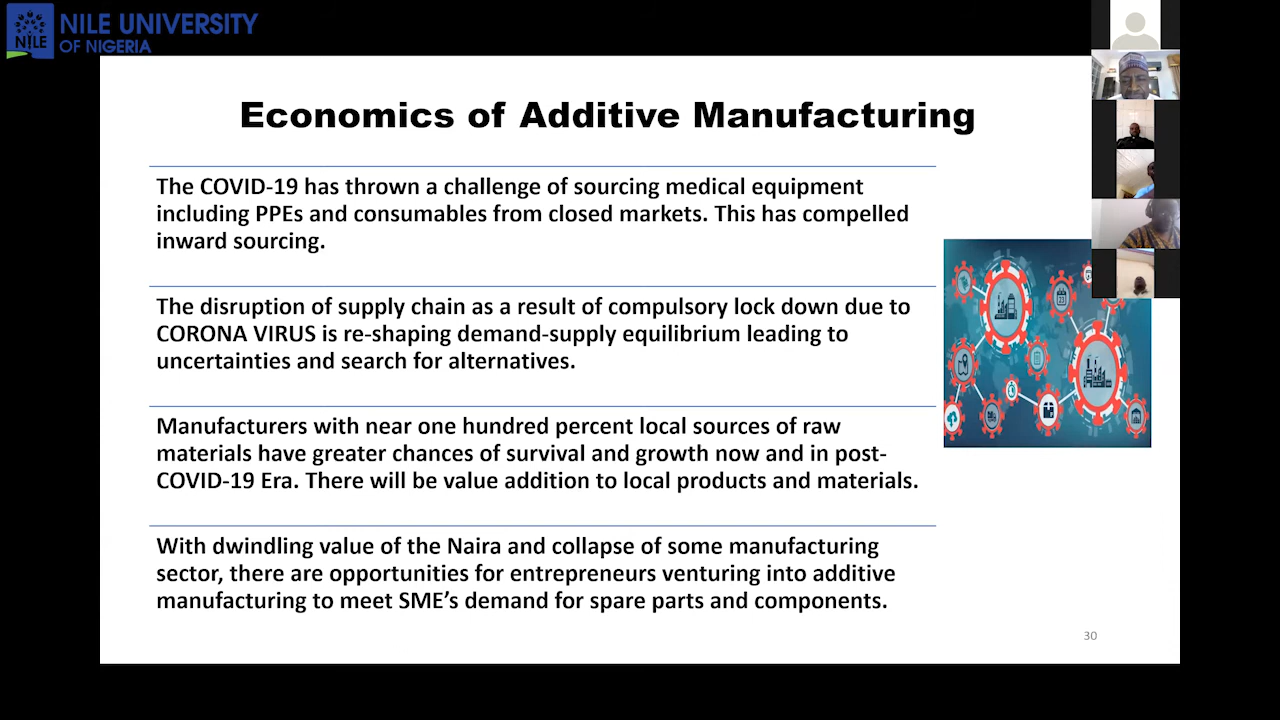 NILE UNIVERSITY
OF NIGERIA
NILE
Economics of Additive Manufacturing
The COVID-19 has thrown a challenge of sourcing medical equipment
including PPEs and consumables from closed markets. This has compelled
inward sourcing.
The disruption of supply chain as a result of compulsory lock down due to
CORONA VIRUS is re-shaping demand-supply equilibrium leading to
uncertainties and search for alternatives.
Manufacturers with near one hundred percent local sources of raw
materials have greater chances of survival and growth now and in post-
COVID-19 Era. There will be value addition to local products and materials.
With dwindling value of the Naira and collapse of some manufacturing
sector, there are opportunities for entrepreneurs venturing into additive
manufacturing to meet SME’s demand for spare parts and components.
30